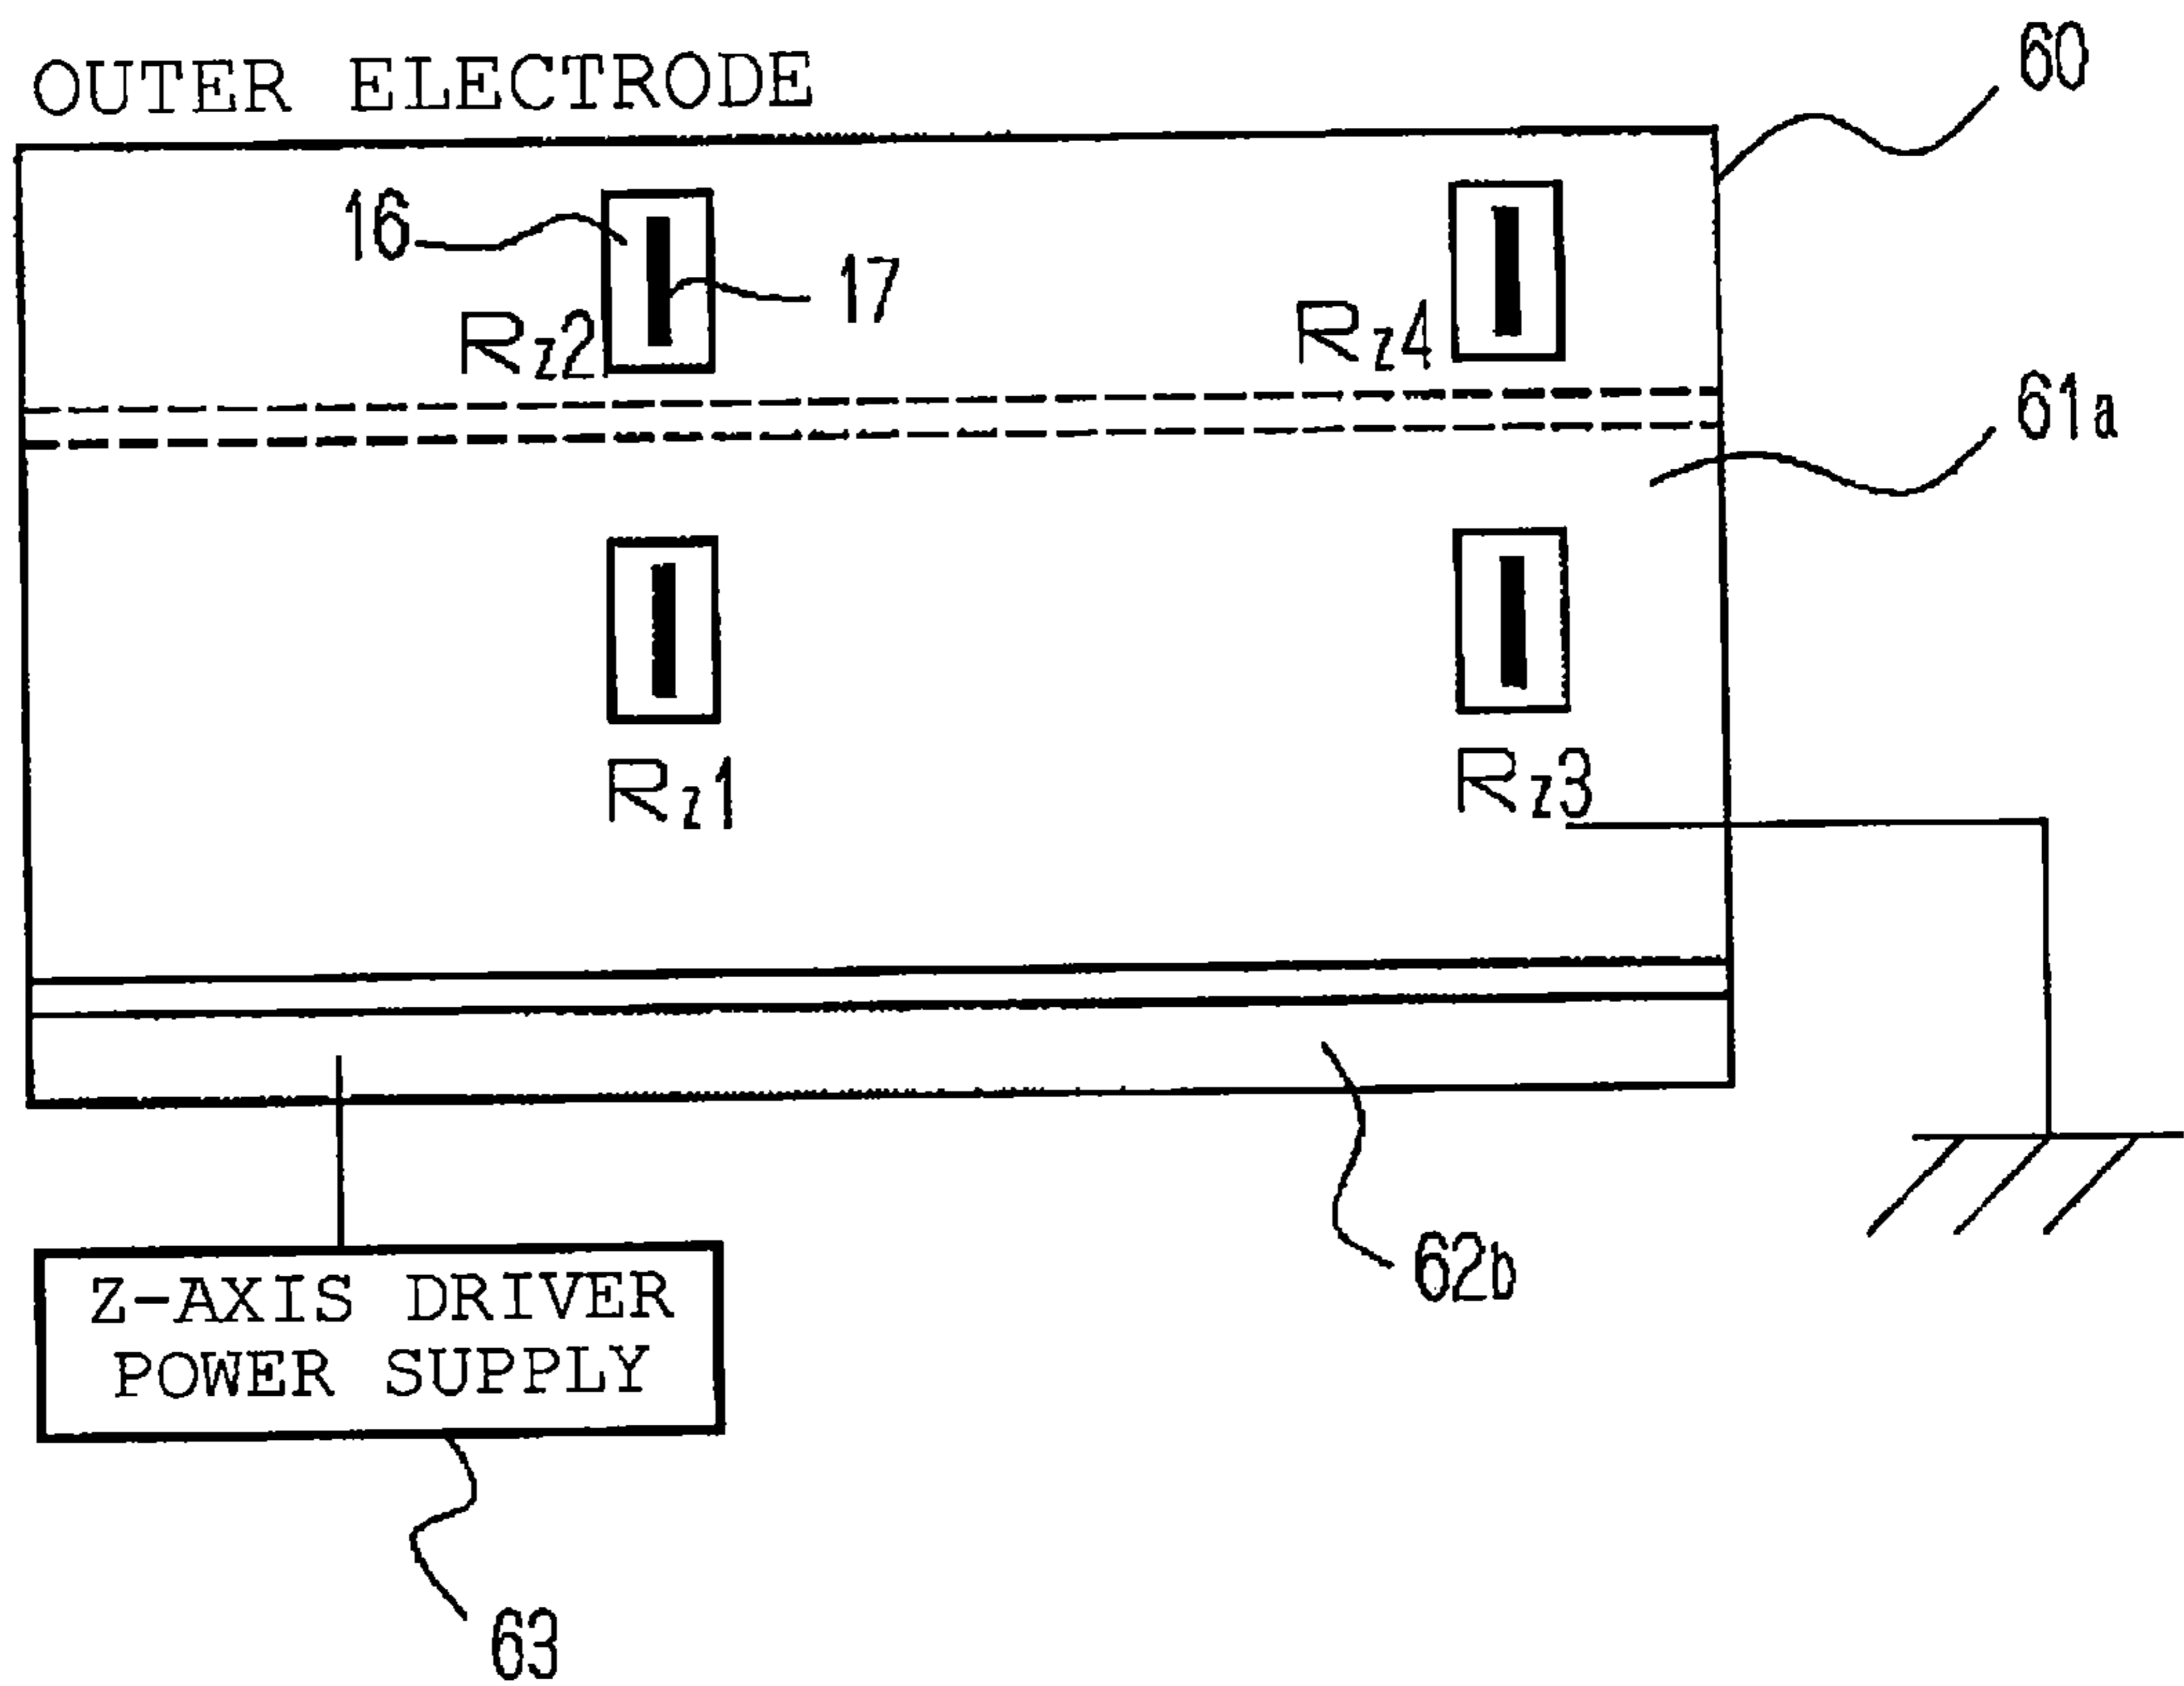 OUTER ELECTRODE
60
16
17
Rz2
Rz4
61a
Rz1
Rz3
62b
Z-AXIS DRIVER
POWER SUPPLY
63